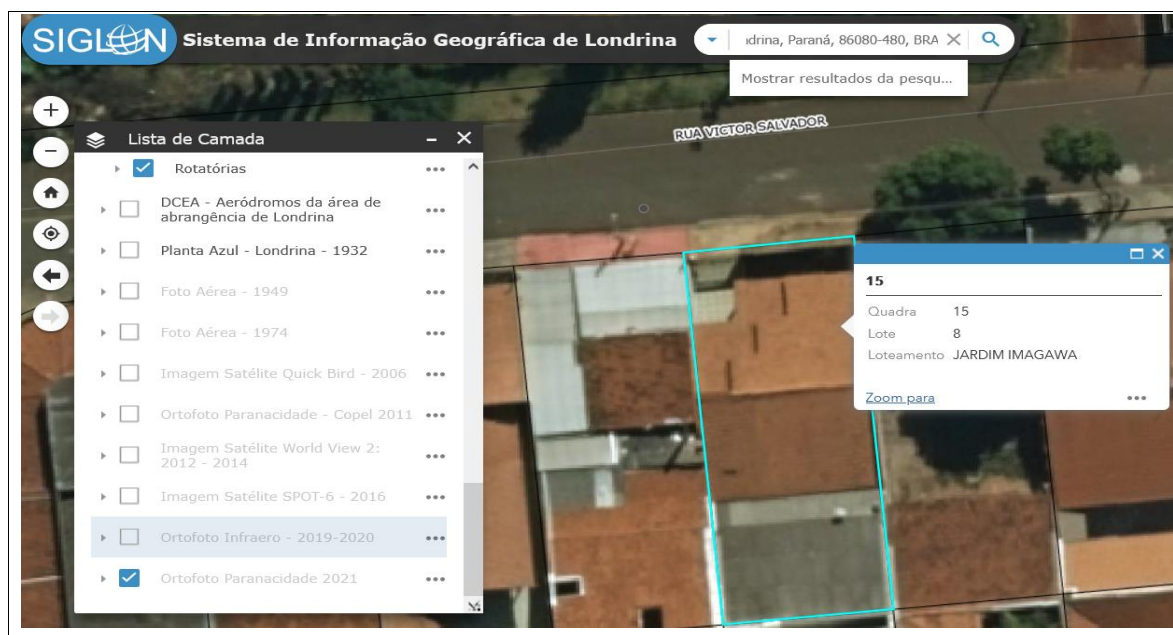 SIGLON Sistema de Informação Geográfica de Londrina
drina, Paraná, 86080-480, BRA
Mostrar resultados da pesqu...
RUA VICTOR SALVADOR
Lista de Camada
Rotatórias
DCEA - Aeródromos da área de
abrangência de Londrina
Planta Azul - Londrina - 1932
Foto Aérea - 1949
Foto Aérea - 1974
Imagem Satélite Quick Bird - 2006
Ortofoto Paranacidade - Copel 2011
Imagem Satélite World View 2:
2012 - 2014
Imagem Satélite SPOT-6 - 2016
Ortofoto Infraero - 2019-2020
Ortofoto Paranacidade 2021
15
Quadra 15
Lote 8
Loteamento JARDIM IMAGAWA
Zoom para